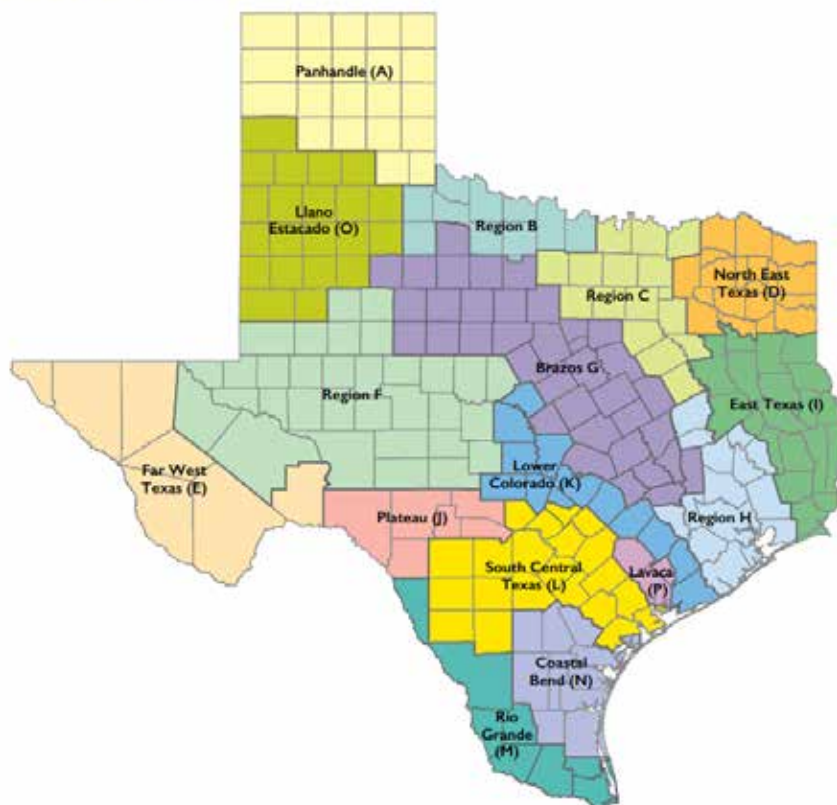 Panhandle (A)
Llano
Estacado (O)
Region B
Region C
North East
Texas (D)
Brazos G
Region F
East Texas (I)
Far West
Texas (E)
Lower
Colorado (K)
Plateau (J)
Region H
South Central
Texas (L)
Lavaca
(P)
Coastal
Bend (N)
Rio
Grande
(M)